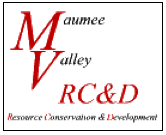 Maumee
Valley
RC&D
Resource Conservation & Development